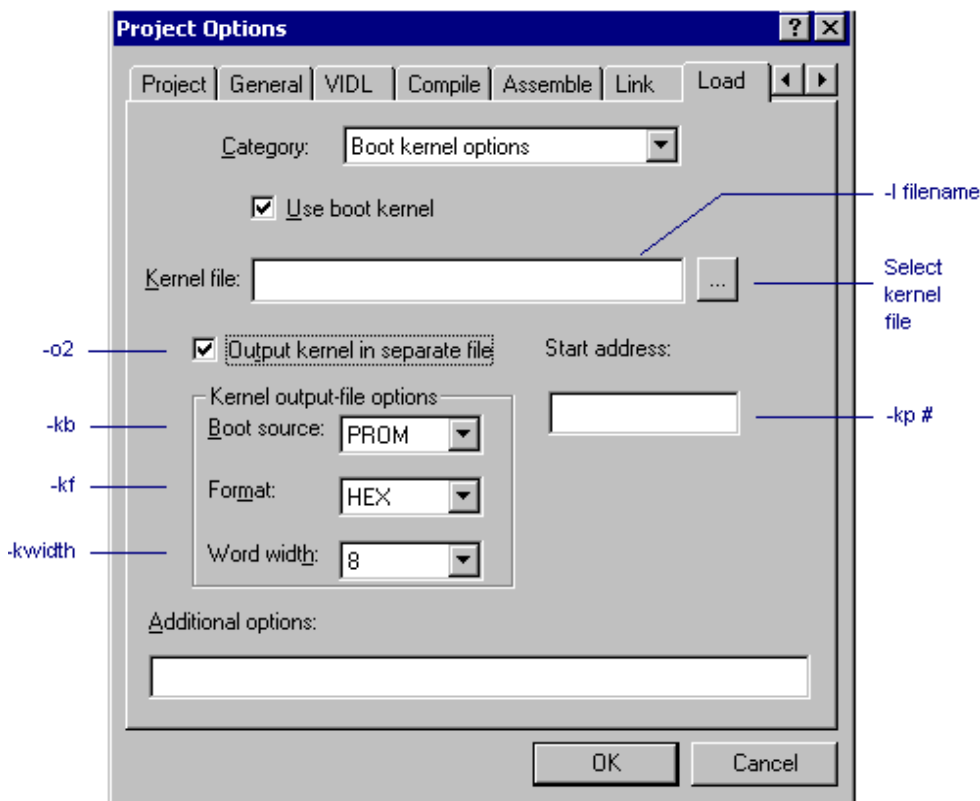 Project Options
Project General VIDL Compile Assemble Link Load
Category: Boot kernel options
Use boot kernel
-l filename
Kernel file: ...
Select
kernel
file
-o2 Output kernel in separate file Start address:
Kernel output-file options
-kb Boot source: PROM
-kp #
-kf Format: HEX
-kwidth Word width: 8
Additional options:
OK Cancel